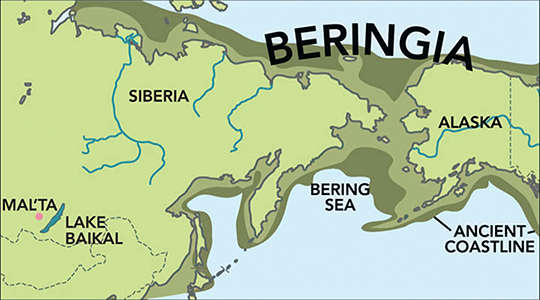 BERINGIA
SIBERIA
ALASKA
BERING
SEA
MAL'TA
LAKE
BAIKAL
ANCIENT
COASTLINE